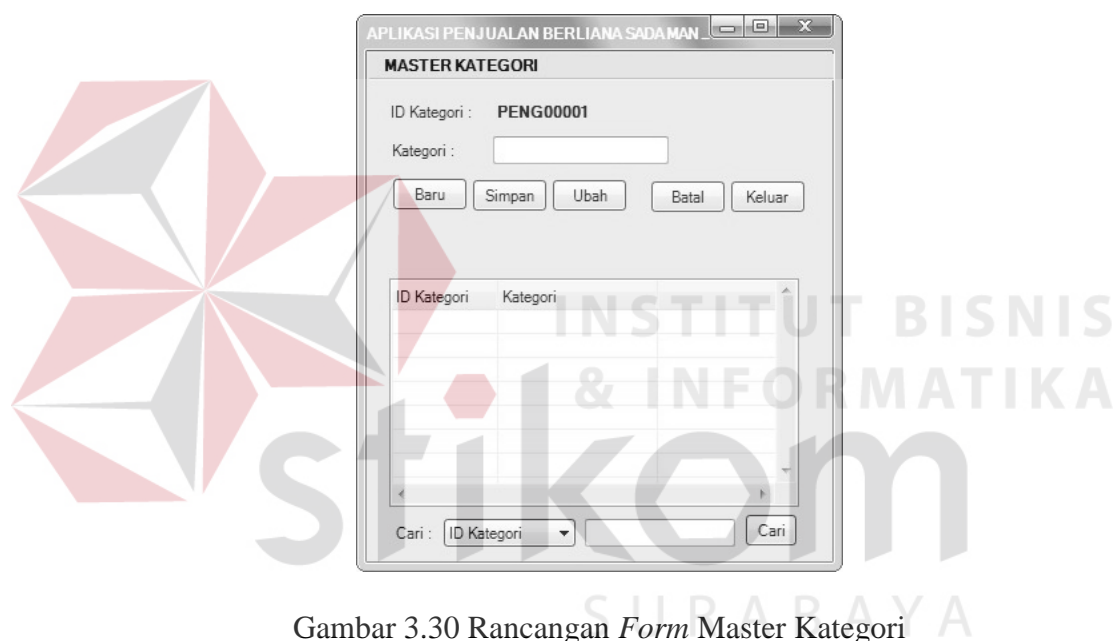 APLIKASI PENJUALAN BERLIANA SADAMAN_
MASTER KATEGORI
ID Kategori : PENG00001
Kategori :
Baru Simpan Ubah Batal Keluar
ID Kategori Kategori
INSTITUT BISNIS
& INFORMATIKA
stikom
Cari : ID Kategori Cari
SURABAYA
Gambar 3.30 Rancangan Form Master Kategori